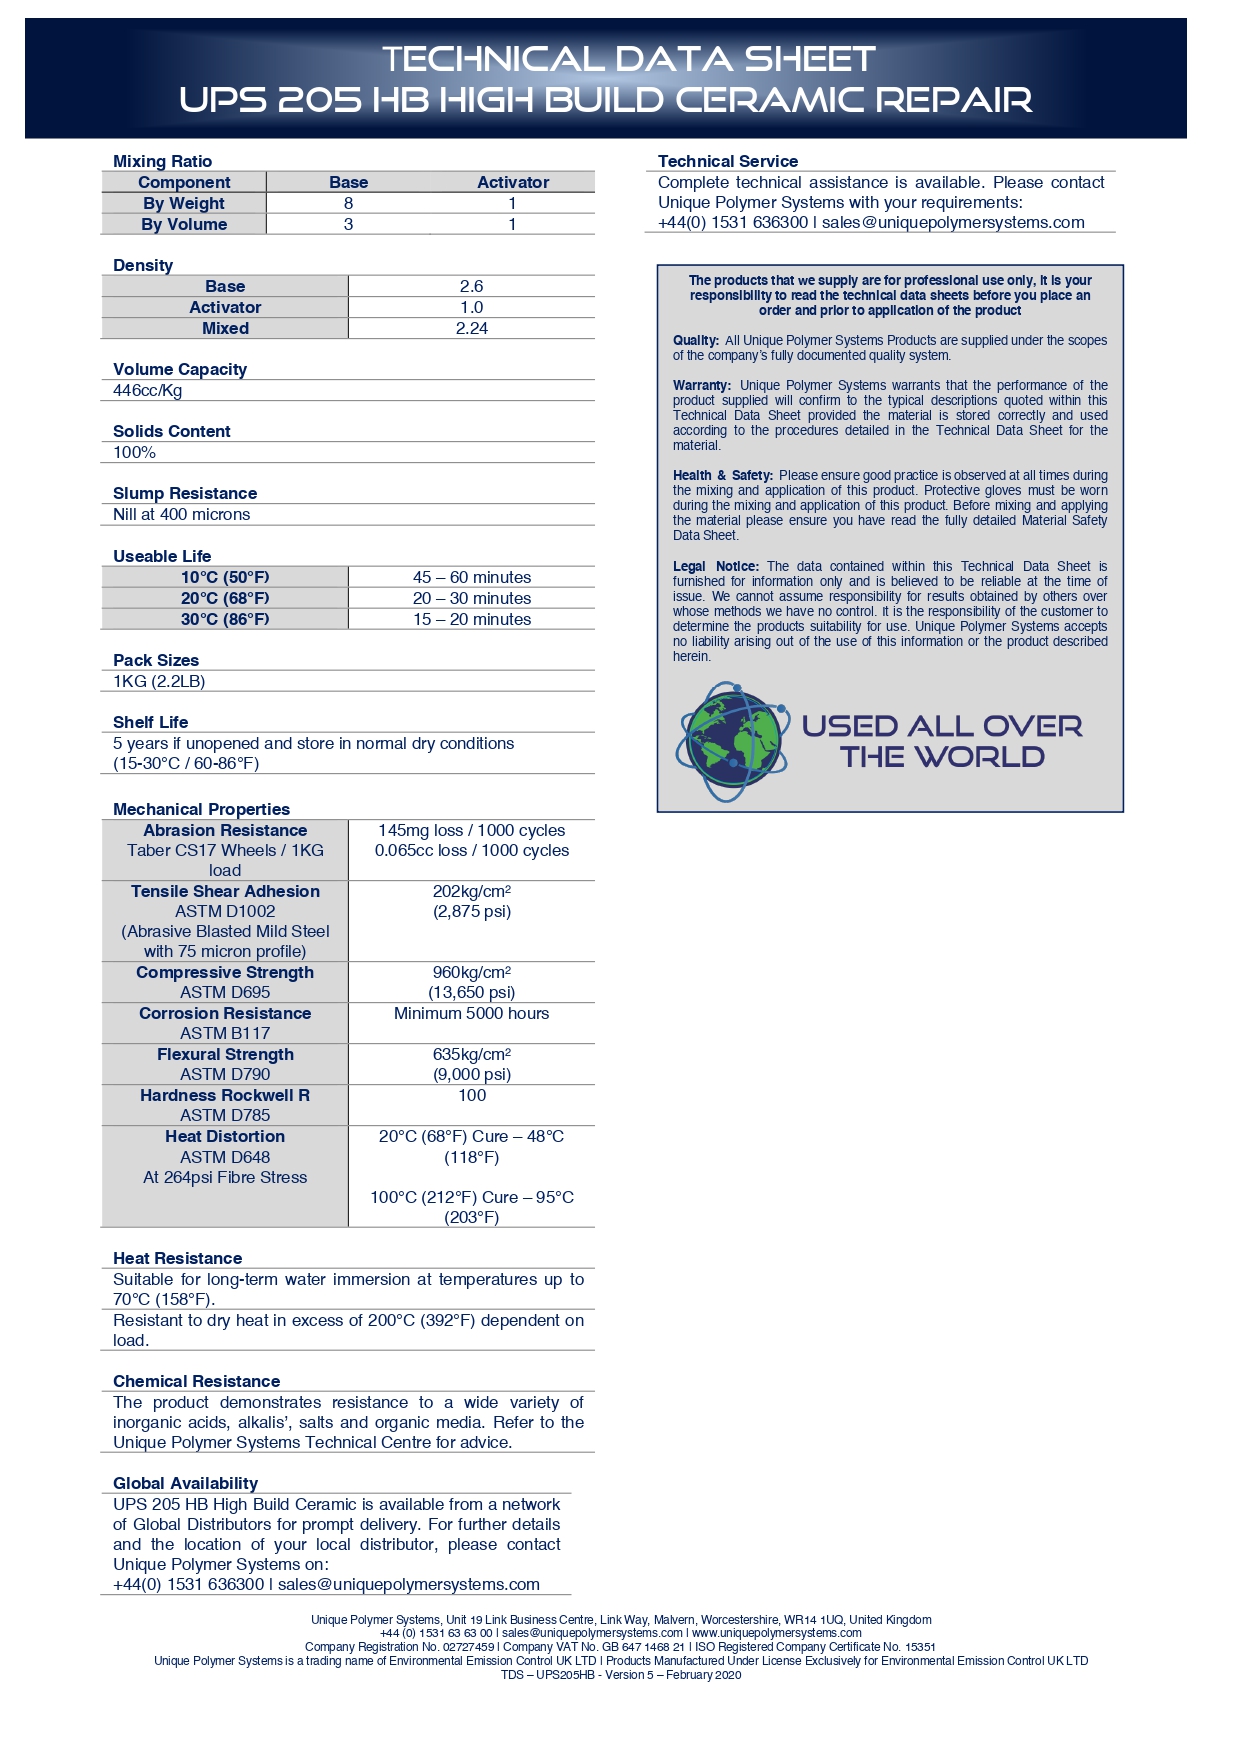 TECHNICAL DATA SHEET
UPS 205 HB HIGH BUILD CERAMIC REPAIR
Mixing Ratio
Component Base Activator
By Weight 8 1
By Volume 3 1
Density
Base 2.6
Activator 1.0
Mixed 2.24
Volume Capacity
446cc/Kg
Solids Content
100%
Slump Resistance
Nill at 400 microns
Useable Life
10°C (50°F) 45 – 60 minutes
20°C (68°F) 20 – 30 minutes
30°C (86°F) 15 – 20 minutes
Pack Sizes
1KG (2.2LB)
Shelf Life
5 years if unopened and store in normal dry conditions
(15-30°C / 60-86°F)
Mechanical Properties
Abrasion Resistance 145mg loss / 1000 cycles
Taber CS17 Wheels / 1KG 0.065cc loss / 1000 cycles
load
Tensile Shear Adhesion 202kg/cm²
ASTM D1002 (2,875 psi)
(Abrasive Blasted Mild Steel
with 75 micron profile)
Compressive Strength 960kg/cm²
ASTM D695 (13,650 psi)
Corrosion Resistance Minimum 5000 hours
ASTM B117
Flexural Strength 635kg/cm²
ASTM D790 (9,000 psi)
Hardness Rockwell R 100
ASTM D785
Heat Distortion 20°C (68°F) Cure – 48°C
ASTM D648 (118°F)
At 264psi Fibre Stress
100°C (212°F) Cure – 95°C
(203°F)
Heat Resistance
Suitable for long-term water immersion at temperatures up to
70°C (158°F).
Resistant to dry heat in excess of 200°C (392°F) dependent on
load.
Chemical Resistance
The product demonstrates resistance to a wide variety of
inorganic acids, alkalis', salts and organic media. Refer to the
Unique Polymer Systems Technical Centre for advice.
Global Availability
UPS 205 HB High Build Ceramic is available from a network
of Global Distributors for prompt delivery. For further details
and the location of your local distributor, please contact
Unique Polymer Systems on:
+44(0) 1531 636300 | sales@uniquepolymersystems.com
Technical Service
Complete technical assistance is available. Please contact
Unique Polymer Systems with your requirements:
+44(0) 1531 636300 | sales@uniquepolymersystems.com
The products that we supply are for professional use only, it is your
responsibility to read the technical data sheets before you place an
order and prior to application of the product
Quality: All Unique Polymer Systems Products are supplied under the scopes
of the company's fully documented quality system.
Warranty: Unique Polymer Systems warrants that the performance of the
product supplied will confirm to the typical descriptions quoted within this
Technical Data Sheet provided the material is stored correctly and used
according to the procedures detailed in the Technical Data Sheet for the
material.
Health & Safety: Please ensure good practice is observed at all times during
the mixing and application of this product. Protective gloves must be worn
during the mixing and application of this product. Before mixing and applying
the material please ensure you have read the fully detailed Material Safety
Data Sheet.
Legal Notice: The data contained within this Technical Data Sheet is
furnished for information only and is believed to be reliable at the time of
issue. We cannot assume responsibility for results obtained by others over
whose methods we have no control. It is the responsibility of the customer to
determine the products suitability for use. Unique Polymer Systems accepts
no liability arising out of the use of this information or the product described
herein.
USED ALL OVER
THE WORLD
Unique Polymer Systems, Unit 19 Link Business Centre, Link Way, Malvern, Worcestershire, WR14 1UQ, United Kingdom
+44 (0) 1531 63 63 00 | sales@uniquepolymersystems.com | www.uniquepolymersystems.com
Company Registration No. 02727459 | Company VAT No. GB 647 1468 21 | ISO Registered Company Certificate No. 15351
Unique Polymer Systems is a trading name of Environmental Emission Control UK LTD | Products Manufactured Under License Exclusively for Environmental Emission Control UK LTD
TDS – UPS205HB - Version 5 – February 2020